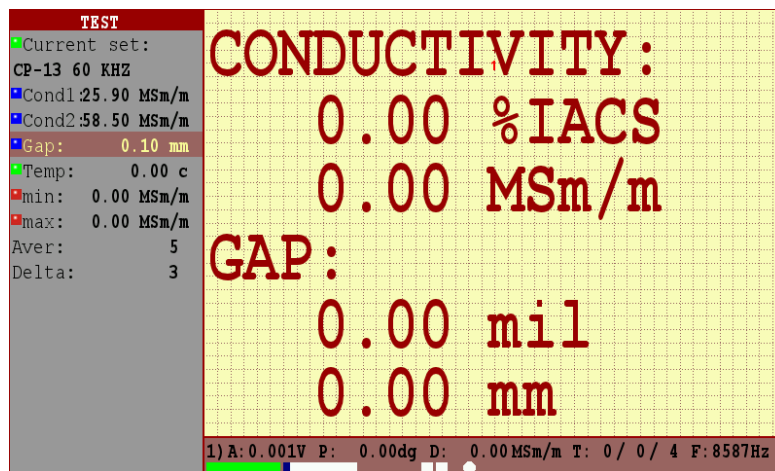 TEST
Current set:
CP-13 60 KHZ
Cond1:25.90 MSm/m
Cond2:58.50 MSm/m
Gap: 0.10 mm
Temp: 0.00 c
min: 0.00 MSm/m
max: 0.00 MSm/m
Aver: 5
Delta: 3
CONDUCTIVITY:
1
0.00 %IACS
0.00 MSm/m
GAP:
0.00 mil
0.00 mm
1)A:0.001V P: 0.00dg D: 0.00MSm/m T: 0/ 0/ 4 F:8587Hz